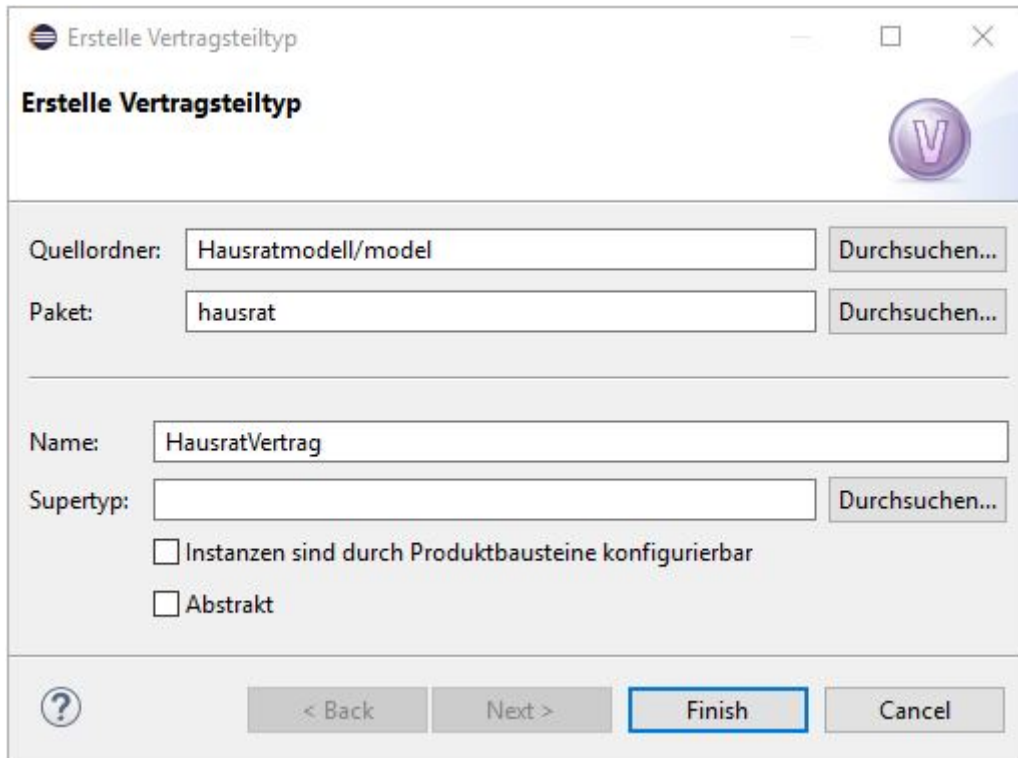 Erstelle Vertragsteiltyp
Erstelle Vertragsteiltyp
V
Quellordner: Hausratmodell/model Durchsuchen...
Paket: hausrat Durchsuchen...
Name: HausratVertrag
Supertyp: Durchsuchen...
Instanzen sind durch Produktbausteine konfigurierbar
Abstrakt
? < Back Next > Finish Cancel